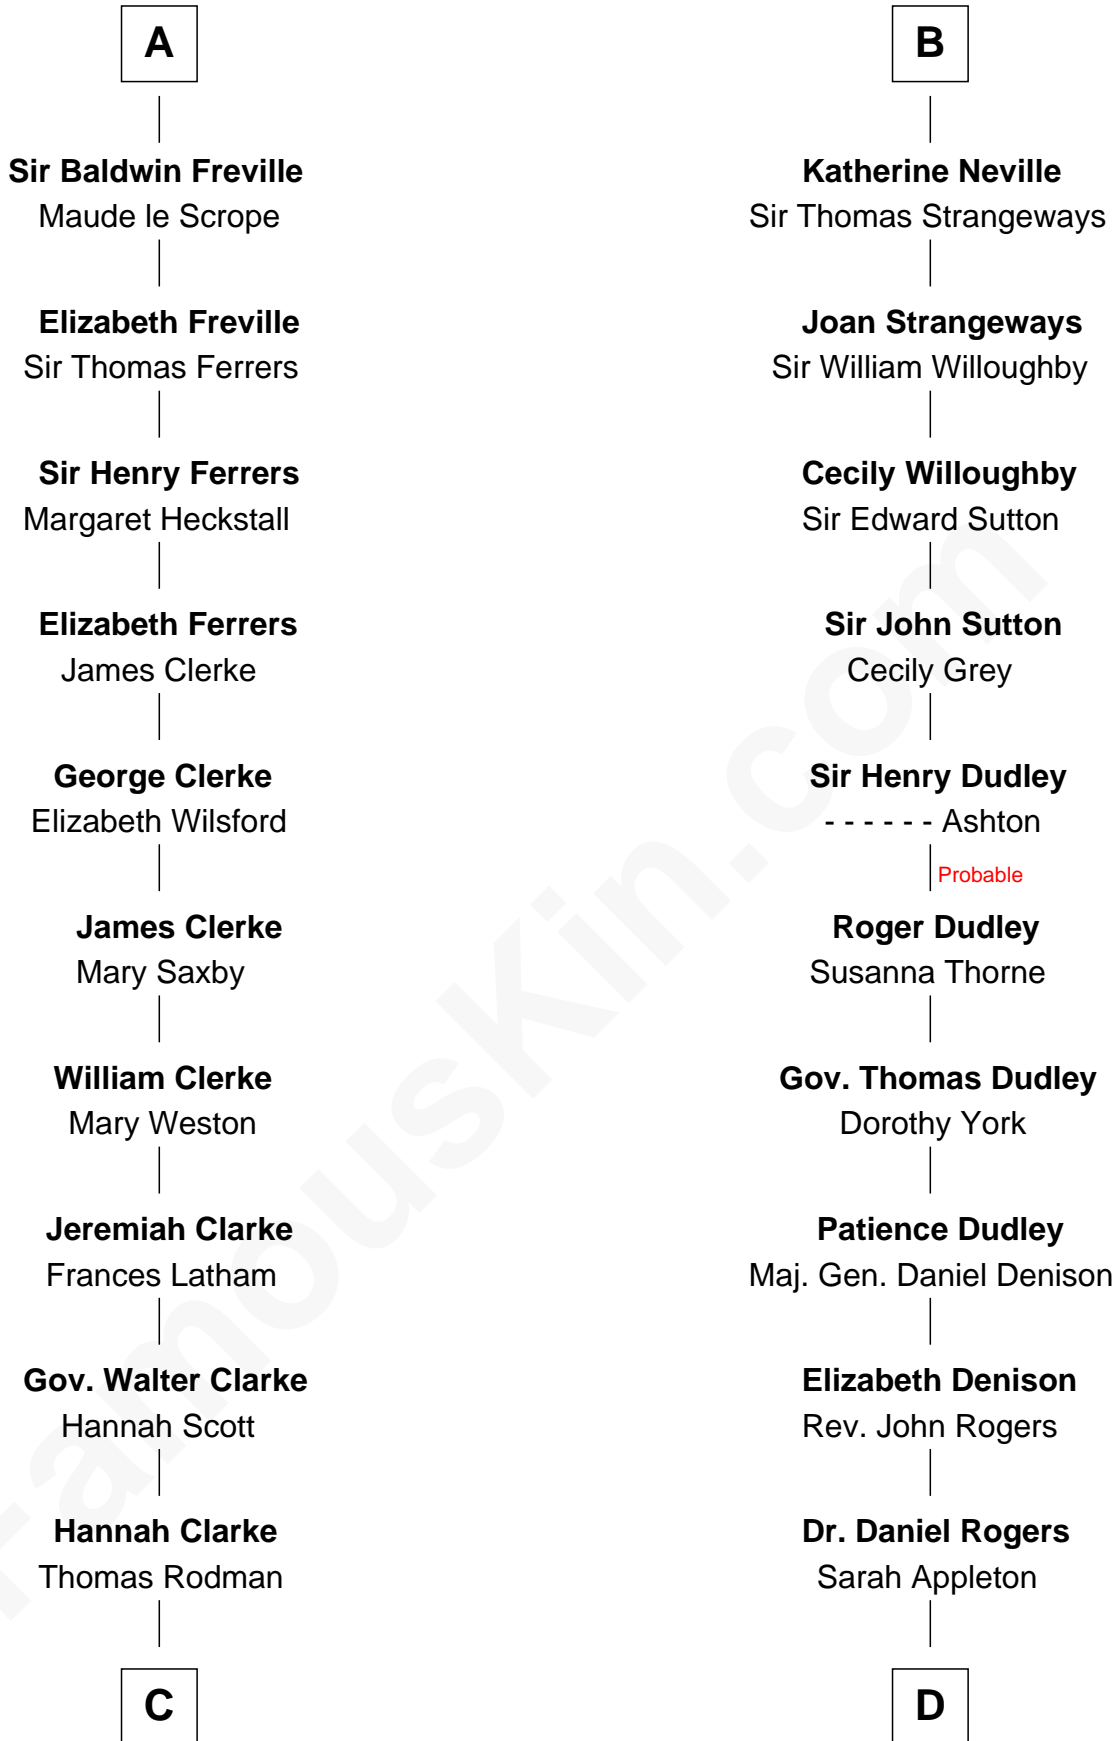 A
Sir Baldwin Freville
Maude le Scrope
Elizabeth Freville
Sir Thomas Ferrers
Sir Henry Ferrers
Margaret Heckstall
Elizabeth Ferrers
James Clerke
George Clerke
Elizabeth Wilsford
James Clerke
Mary Saxby
William Clerke
Mary Weston
Jeremiah Clarke
Frances Latham
Gov. Walter Clarke
Hannah Scott
Hannah Clarke
Thomas Rodman
C
B
Katherine Neville
Sir Thomas Strangeways
Joan Strangeways
Sir William Willoughby
Cecily Willoughby
Sir Edward Sutton
Sir John Sutton
Cecily Grey
Sir Henry Dudley
- - - - - - Ashton
Probable
Roger Dudley
Susanna Thorne
Gov. Thomas Dudley
Dorothy York
Patience Dudley
Maj. Gen. Daniel Denison
Elizabeth Denison
Rev. John Rogers
Dr. Daniel Rogers
Sarah Appleton
D
FamousKin.com